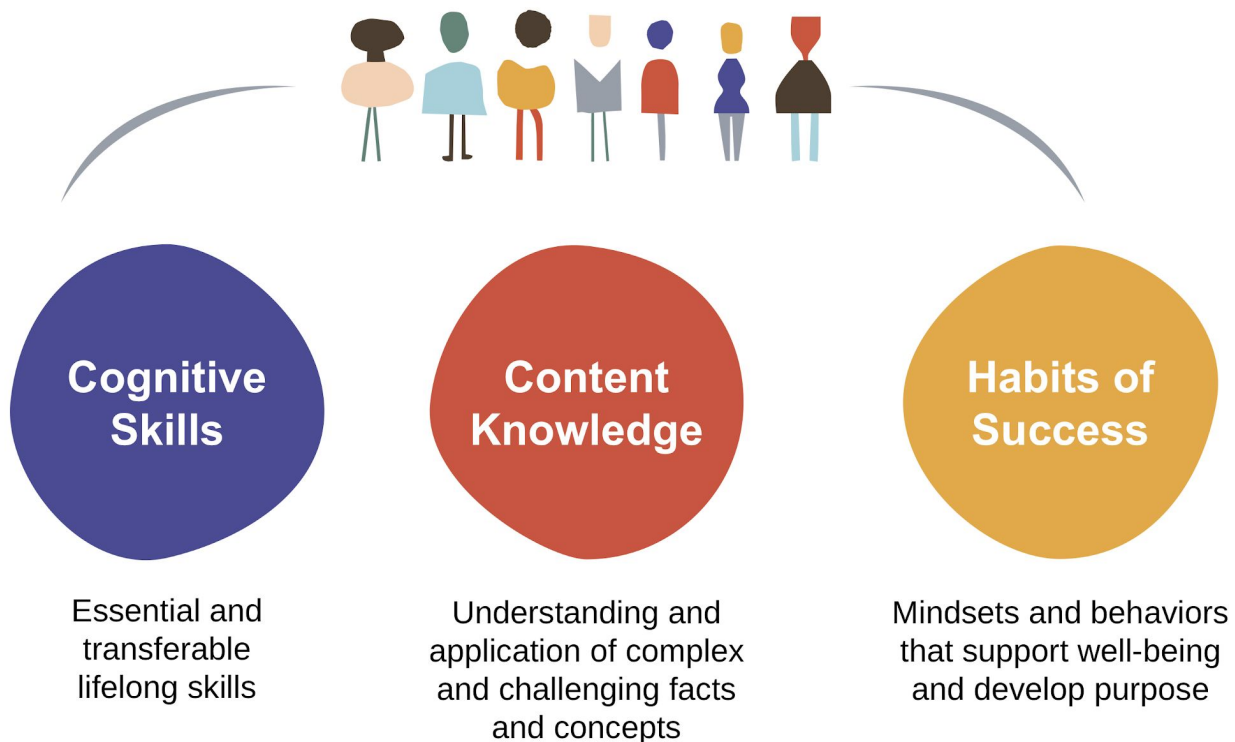 Cognitive
Skills
Content
Knowledge
Habits of
Success
Essential and
transferable
lifelong skills
Understanding and
application of complex
and challenging facts
and concepts
Mindsets and behaviors
that support well-being
and develop purpose